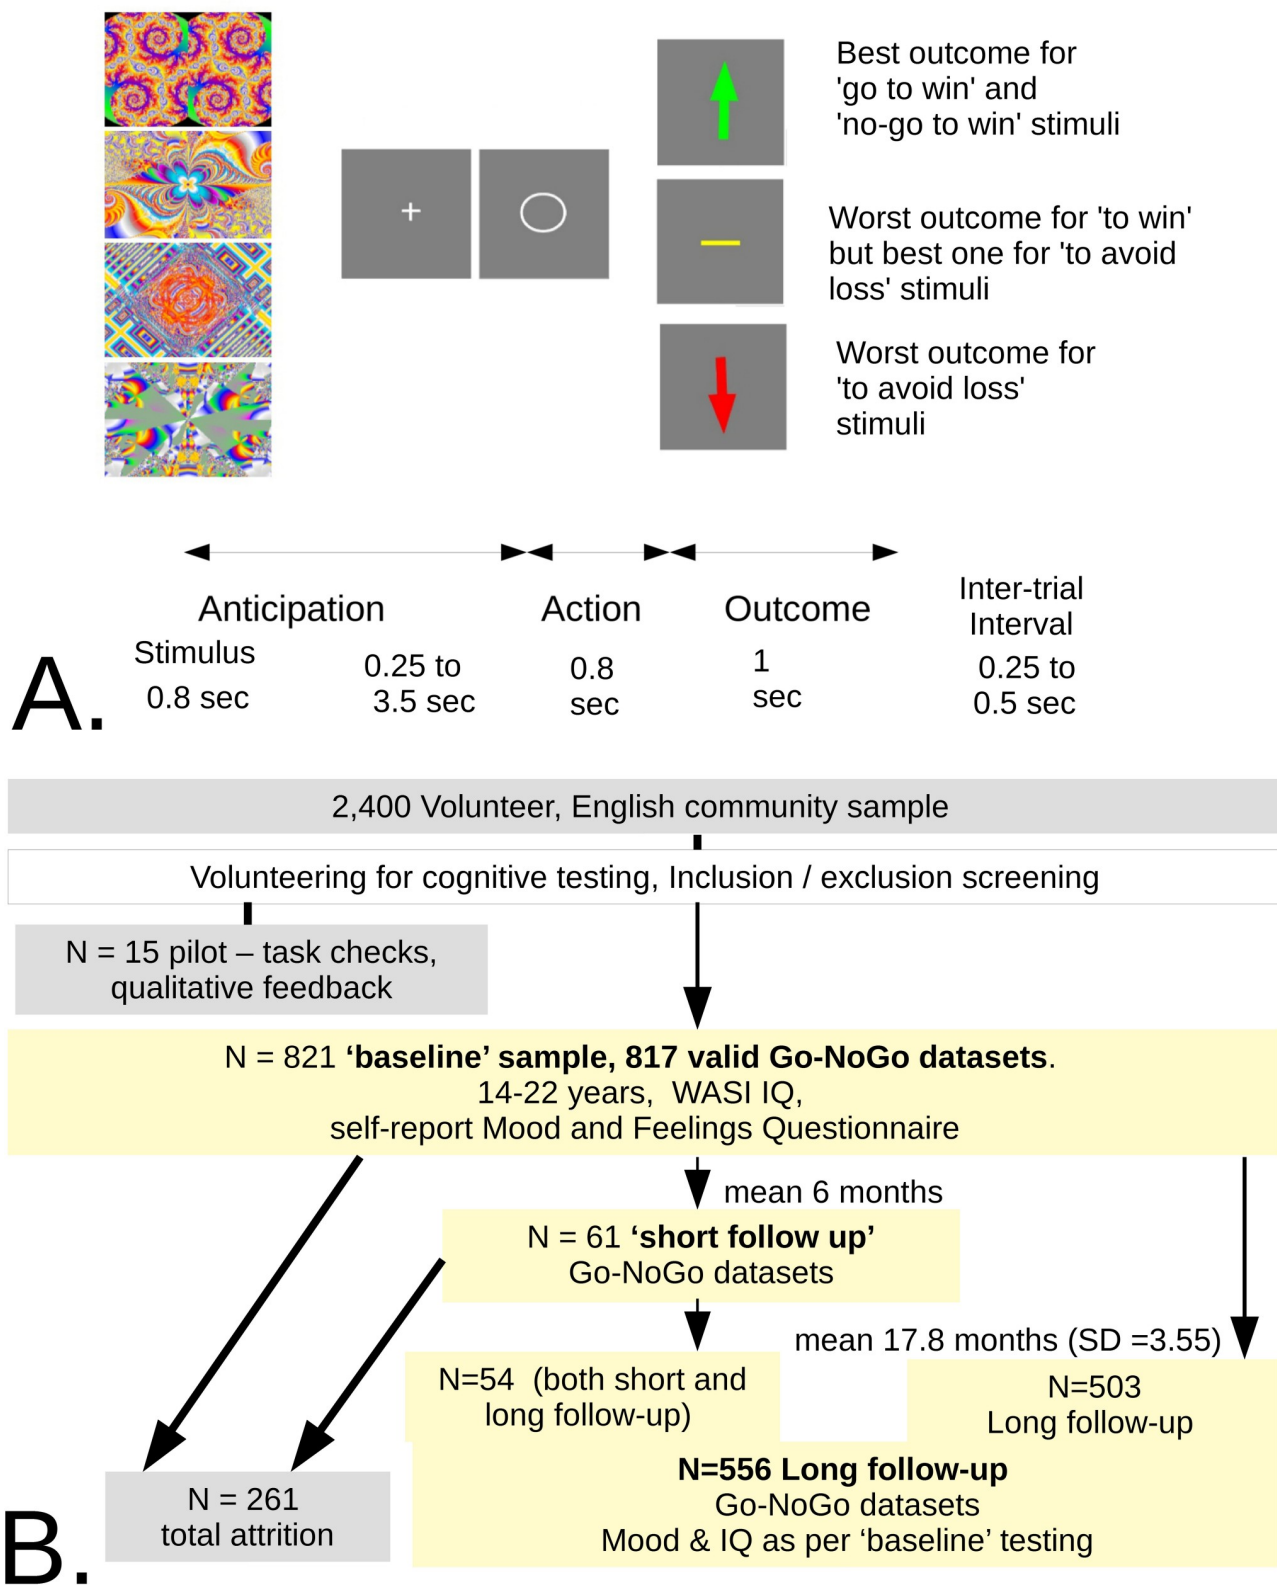 Best outcome for
'go to win' and
'no-go to win' stimuli
Worst outcome for 'to win'
but best one for 'to avoid
loss' stimuli
Worst outcome for
'to avoid loss'
stimuli
Anticipation
Action
Outcome
Inter-trial
Interval
Stimulus
0.8 sec
0.25 to
3.5 sec
0.8
sec
1
sec
0.25 to
0.5 sec
A.
2,400 Volunteer, English community sample
Volunteering for cognitive testing, Inclusion / exclusion screening
N = 15 pilot – task checks,
qualitative feedback
N = 821 ‘baseline’ sample, 817 valid Go-NoGo datasets.
14-22 years, WASI IQ,
self-report Mood and Feelings Questionnaire
mean 6 months
N = 61 ‘short follow up’
Go-NoGo datasets
mean 17.8 months (SD =3.55)
N=54 (both short and
long follow-up)
N=503
Long follow-up
N=556 Long follow-up
Go-NoGo datasets
Mood & IQ as per ‘baseline’ testing
N = 261
total attrition
B.